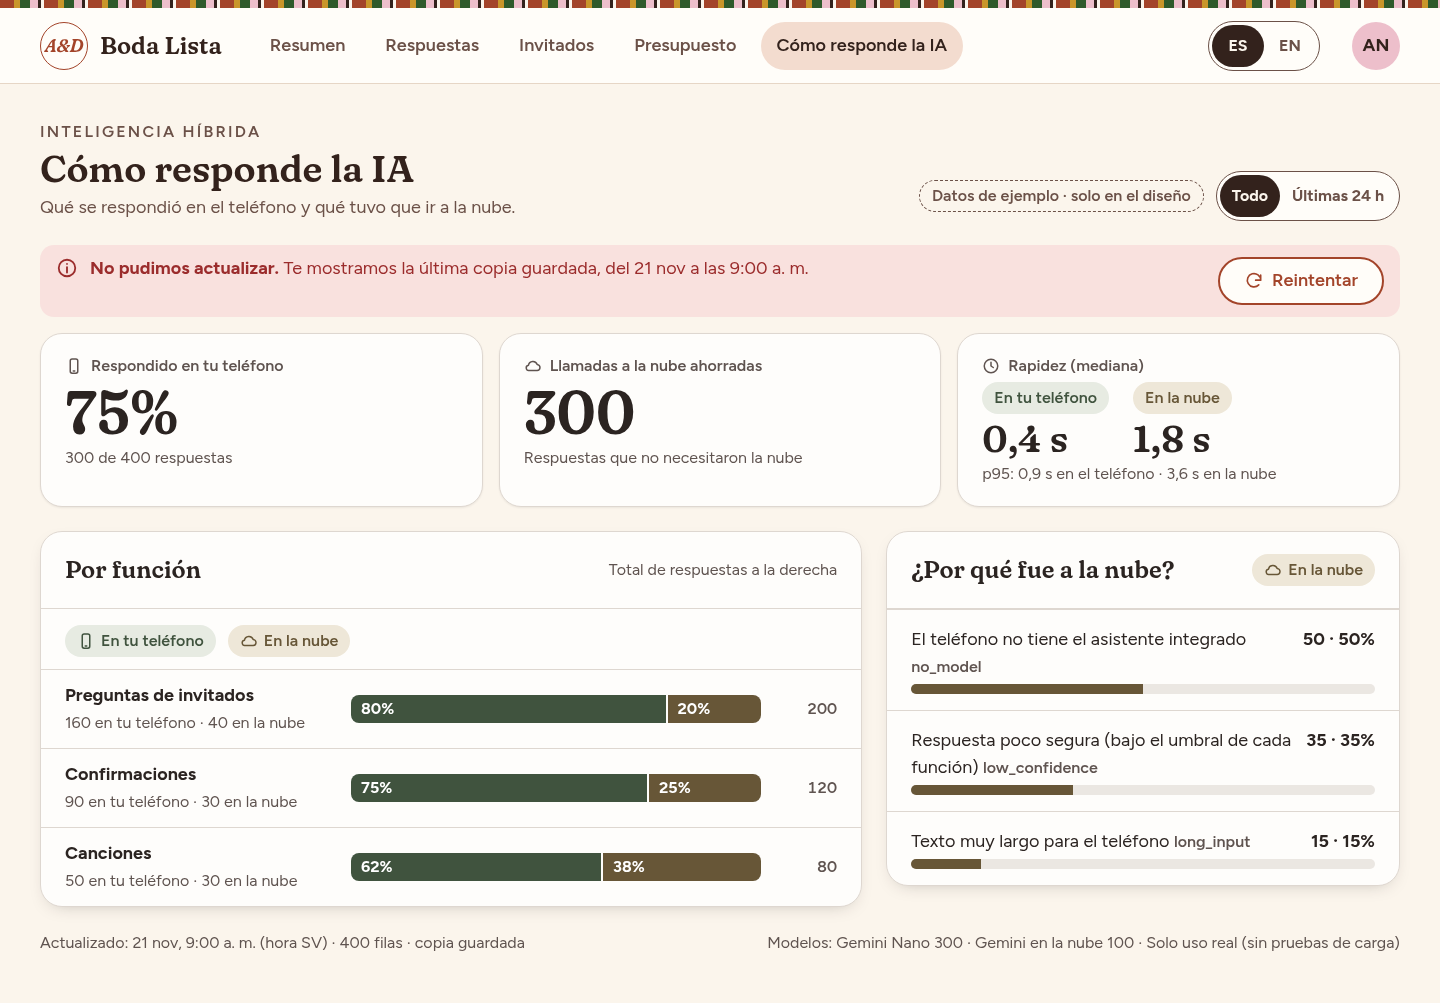 A&D Boda Lista Resumen Respuestas Invitados Presupuesto Cómo responde la IA ES EN AN
INTELIGENCIA HÍBRIDA
Cómo responde la IA
Qué se respondió en el teléfono y qué tuvo que ir a la nube.
Datos de ejemplo · solo en el diseño Todo Últimas 24 h
No pudimos actualizar. Te mostramos la última copia guardada, del 21 nov a las 9:00 a. m.
Reintentar
Respondido en tu teléfono
75%
300 de 400 respuestas
Llamadas a la nube ahorradas
300
Respuestas que no necesitaron la nube
Rapidez (mediana)
En tu teléfono En la nube
0,4 s 1,8 s
p95: 0,9 s en el teléfono · 3,6 s en la nube
Por función Total de respuestas a la derecha
En tu teléfono En la nube
Preguntas de invitados
160 en tu teléfono · 40 en la nube
80% 20% 200
Confirmaciones
90 en tu teléfono · 30 en la nube
75% 25% 120
Canciones
50 en tu teléfono · 30 en la nube
62% 38% 80
¿Por qué fue a la nube? En la nube
El teléfono no tiene el asistente integrado 50 · 50%
no_model
Respuesta poco segura (bajo el umbral de cada 35 · 35%
función) low_confidence
Texto muy largo para el teléfono long_input 15 · 15%
Actualizado: 21 nov, 9:00 a. m. (hora SV) · 400 filas · copia guardada
Modelos: Gemini Nano 300 · Gemini en la nube 100 · Solo uso real (sin pruebas de carga)